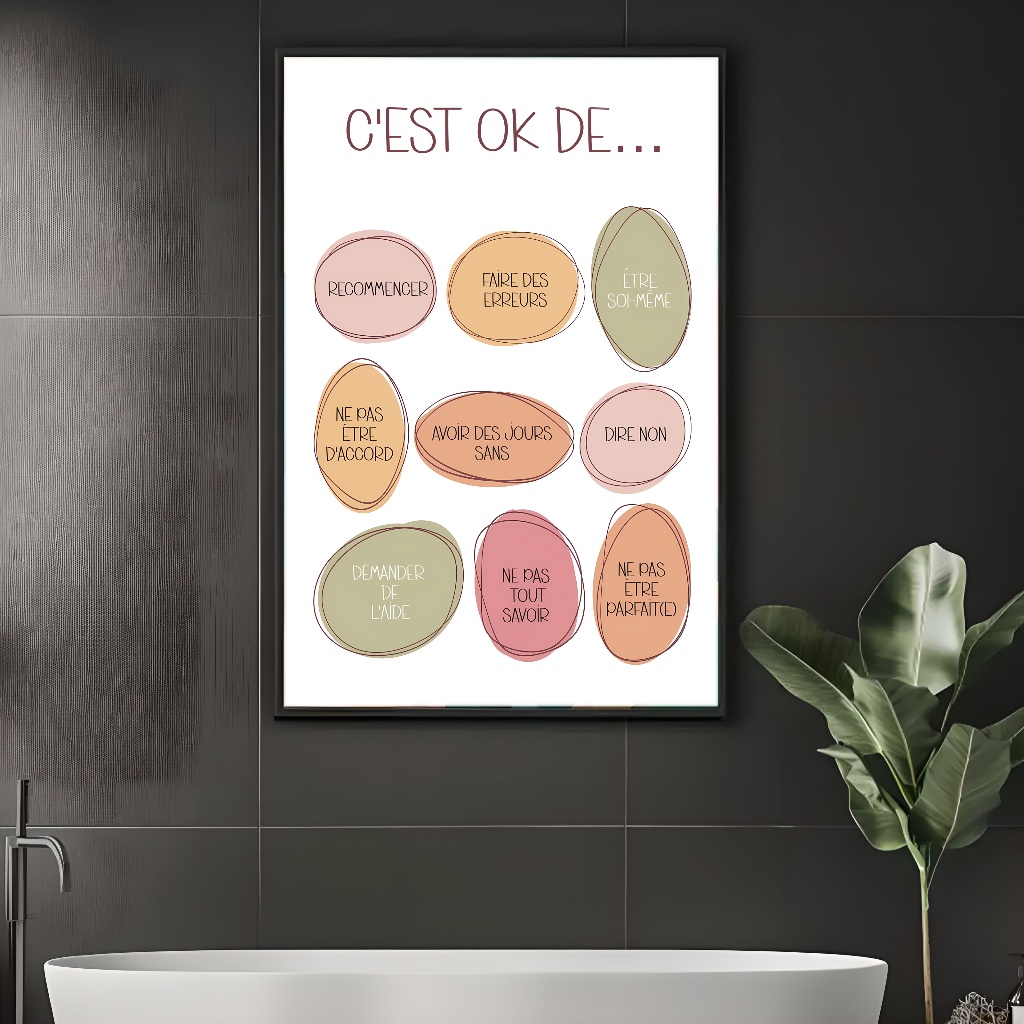 C'EST OK DE...
RECOMMENCER
FAIRE DES
ERREURS
ÊTRE
SOI-MÊME
NE PAS
ÊTRE
D'ACCORD
AVOIR DES JOURS
SANS
DIRE NON
DEMANDER
DE
L'AIDE
NE PAS
TOUT
SAVOIR
NE PAS
ÊTRE
PARFAIT(E)